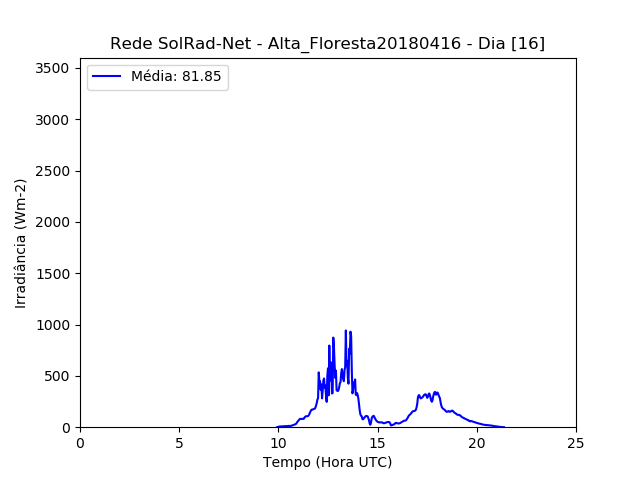 Rede SolRad-Net - Alta_Floresta20180416 - Dia [16]
Média: 81.85
Irradiância (Wm-2)
3500
3000
2500
2000
1500
1000
500
0
0 5 10 15 20 25
Tempo (Hora UTC)